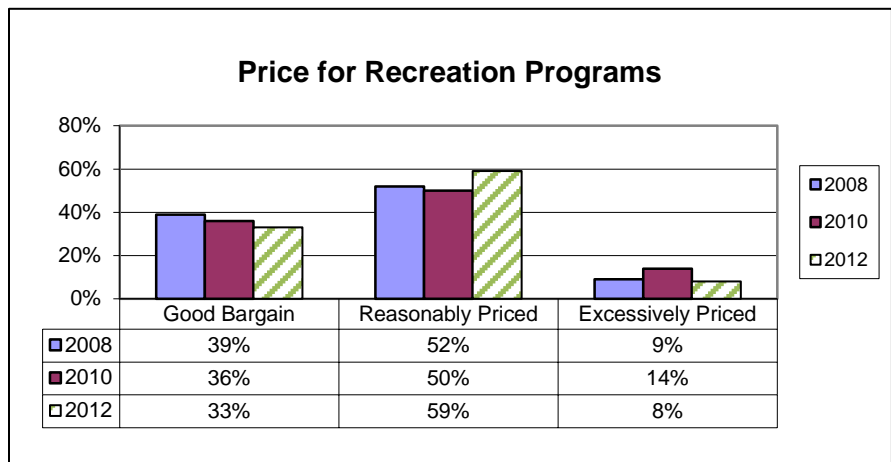 Price for Recreation Programs
80%
60%
40%
20%
0%
2008
2010
2012
Good Bargain Reasonably Priced Excessively Priced
2008 39% 52% 9%
2010 36% 50% 14%
2012 33% 59% 8%